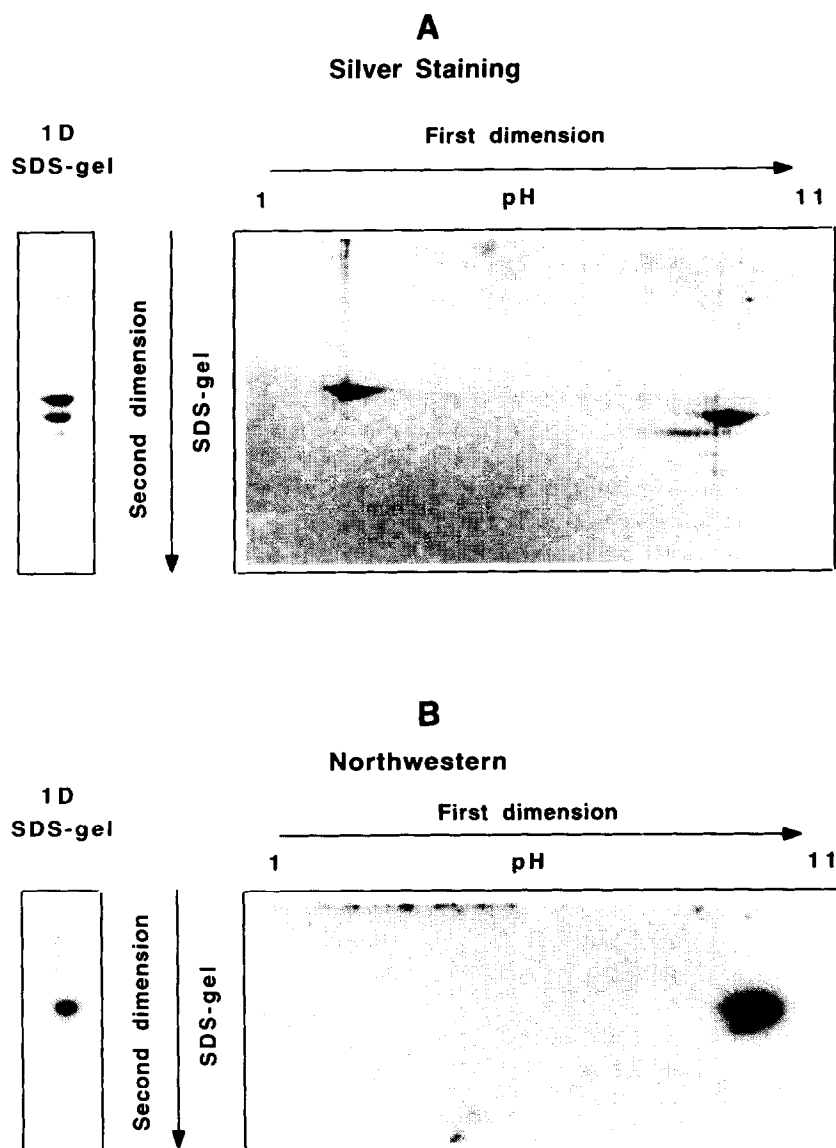 A
Silver Staining
1D
SDS-gel
First dimension
1 pH 11
Second dimension
SDS-gel
B
Northwestern
1D
SDS-gel
First dimension
1 pH 11
Second dimension
SDS-gel